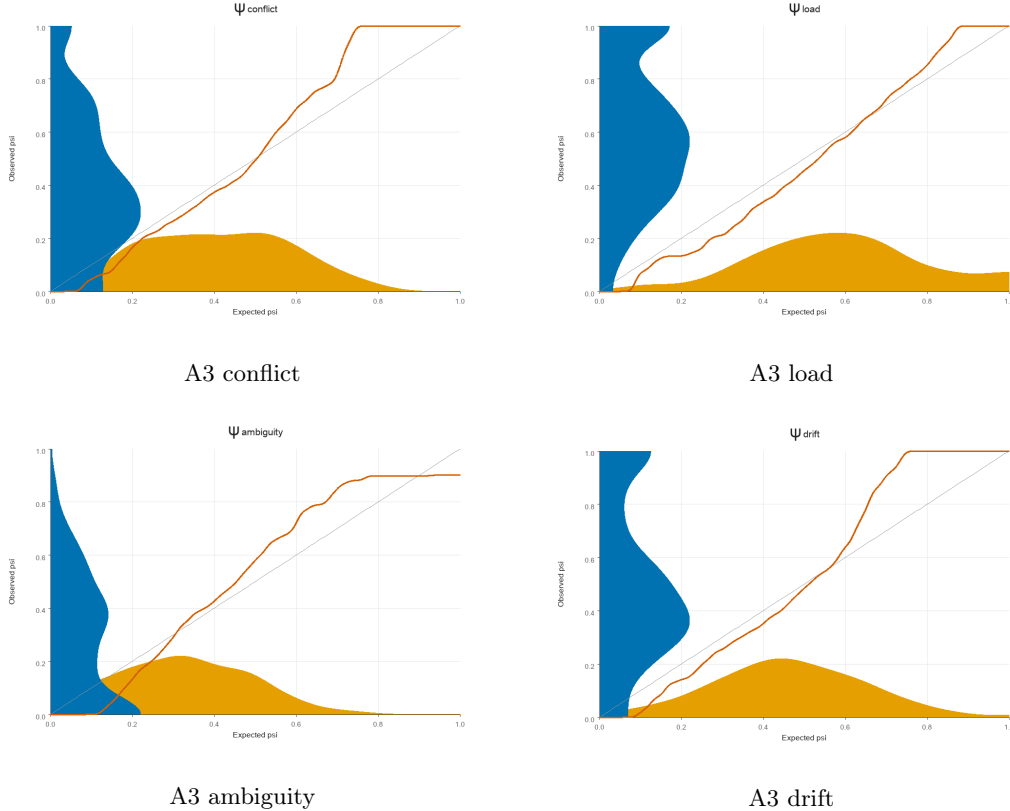 Ψ conflict
Ψ load
1.0
0.8
0.6
0.4
0.2
0.0
Observed psi
0.0 0.2 0.4 0.6 0.8 1.0
Expected psi
1.0
0.8
0.6
0.4
0.2
0.0
Observed psi
0.0 0.2 0.4 0.6 0.8 1.
Expected psi
A3 conflict
A3 load
Ψ ambiguity
Ψ drift
1.0
0.8
0.6
0.4
0.2
0.0
Observed psi
0.0 0.2 0.4 0.6 0.8 1.0
Expected psi
1.0
0.8
0.6
0.4
0.2
0.0
Observed psi
0.0 0.2 0.4 0.6 0.8 1.
Expected psi
A3 ambiguity
A3 drift